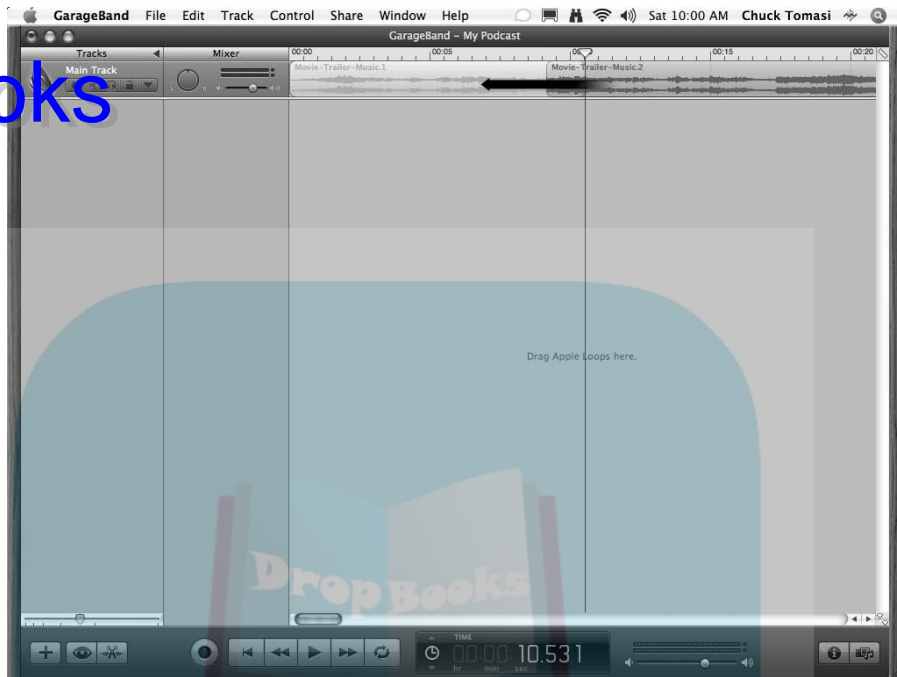 GarageBand File Edit Track Control Share Window Help Sat 10:00 AM Chuck Tomasi
GarageBand – My Podcast
Tracks Mixer 00:00 00:05 00:15 00:20
Main Track Movie-Trailer-Music.1 Movie-Trailer-Music.2
oks
Drag Apple Loops here.
DropBooks
TIME
00:00:10.531
hr min sec